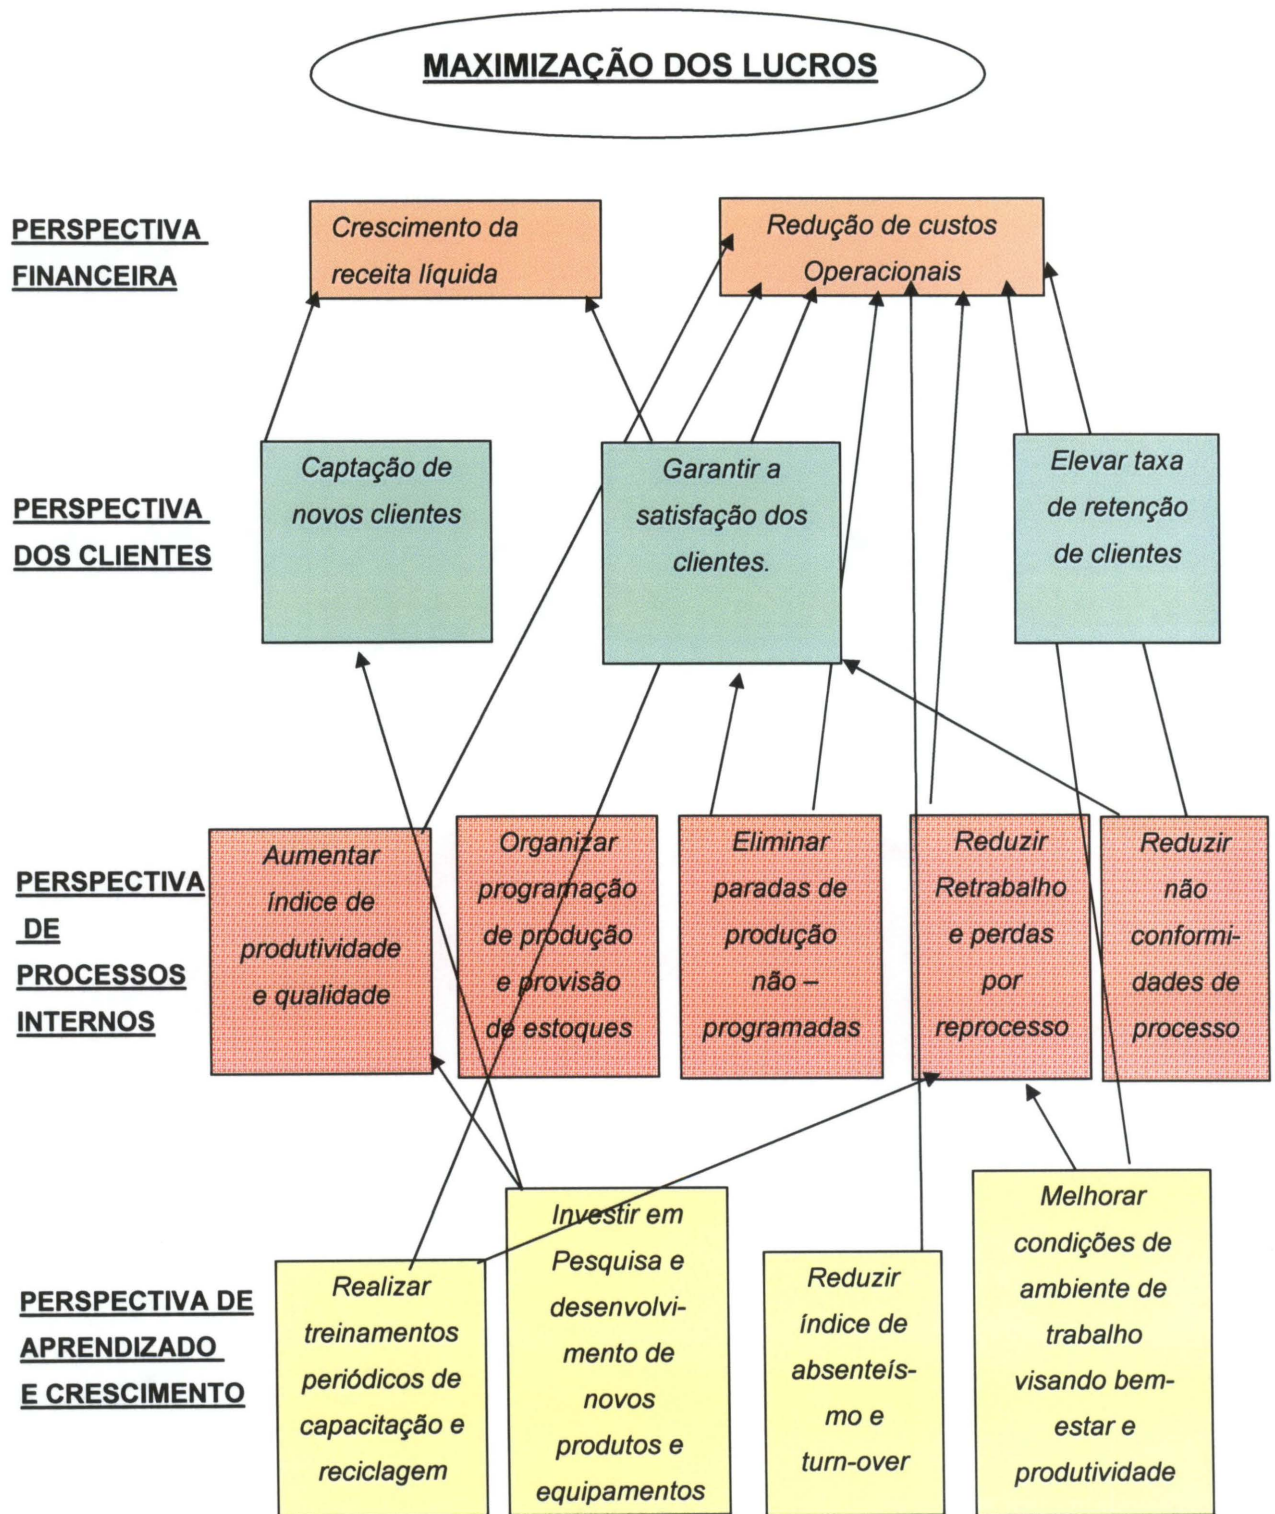 MAXIMIZAÇÃO DOS LUCROS
PERSPECTIVA
FINANCEIRA
Crescimento da
receita líquida
Redução de custos
Operacionais
PERSPECTIVA
DOS CLIENTES
Captação de
novos clientes
Garantir a
satisfação dos
clientes.
Elevar taxa
de retenção
de clientes
PERSPECTIVA
DE
PROCESSOS
INTERNOS
Aumentar
índice de
produtividade
e qualidade
Organizar
programação
de produção
e provisão
de estoques
Eliminar
paradas de
produção
não –
programadas
Reduzir
Retrabalho
e perdas
por
reprocesso
Reduzir
não
conformi-
dades de
processo
PERSPECTIVA DE
APRENDIZADO
E CRESCIMENTO
Realizar
treinamentos
periódicos de
capacitação e
reciclagem
Investir em
Pesquisa e
desenvolvi-
mento de
novos
produtos e
equipamentos
Reduzir
índice de
absenteís-
mo e
turn-over
Melhorar
condições de
ambiente de
trabalho
visando bem-
estar e
produtividade